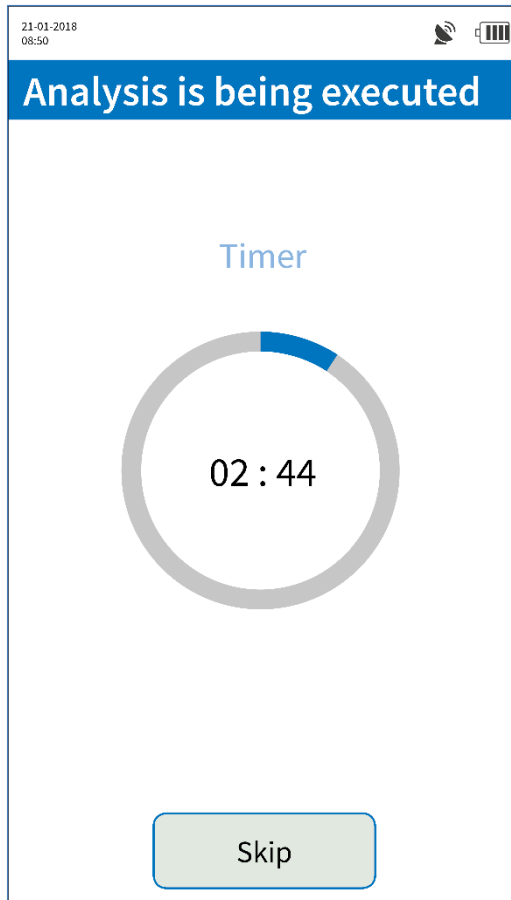 21-01-2018
08:50
Analysis is being executed
Timer
02 : 44
Skip